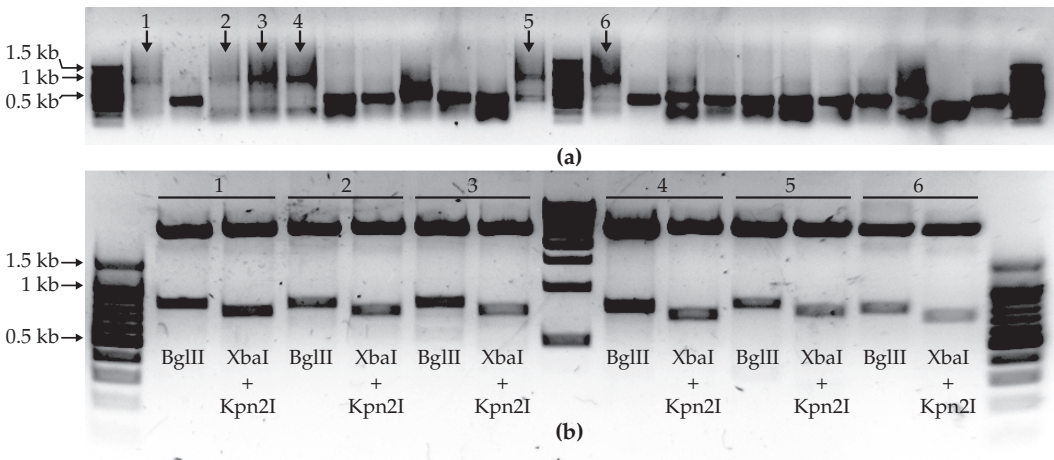 1 2 3 4 5 6
1.5 kb
1 kb
0.5 kb
(a)
1 2 3 4 5 6
1.5 kb
1 kb
0.5 kb
BglII XbaI BglII XbaI BglII XbaI BglII XbaI BglII XbaI BglII XbaI
+ + + + + +
Kpn2I Kpn2I Kpn2I Kpn2I Kpn2I Kpn2I
(b)